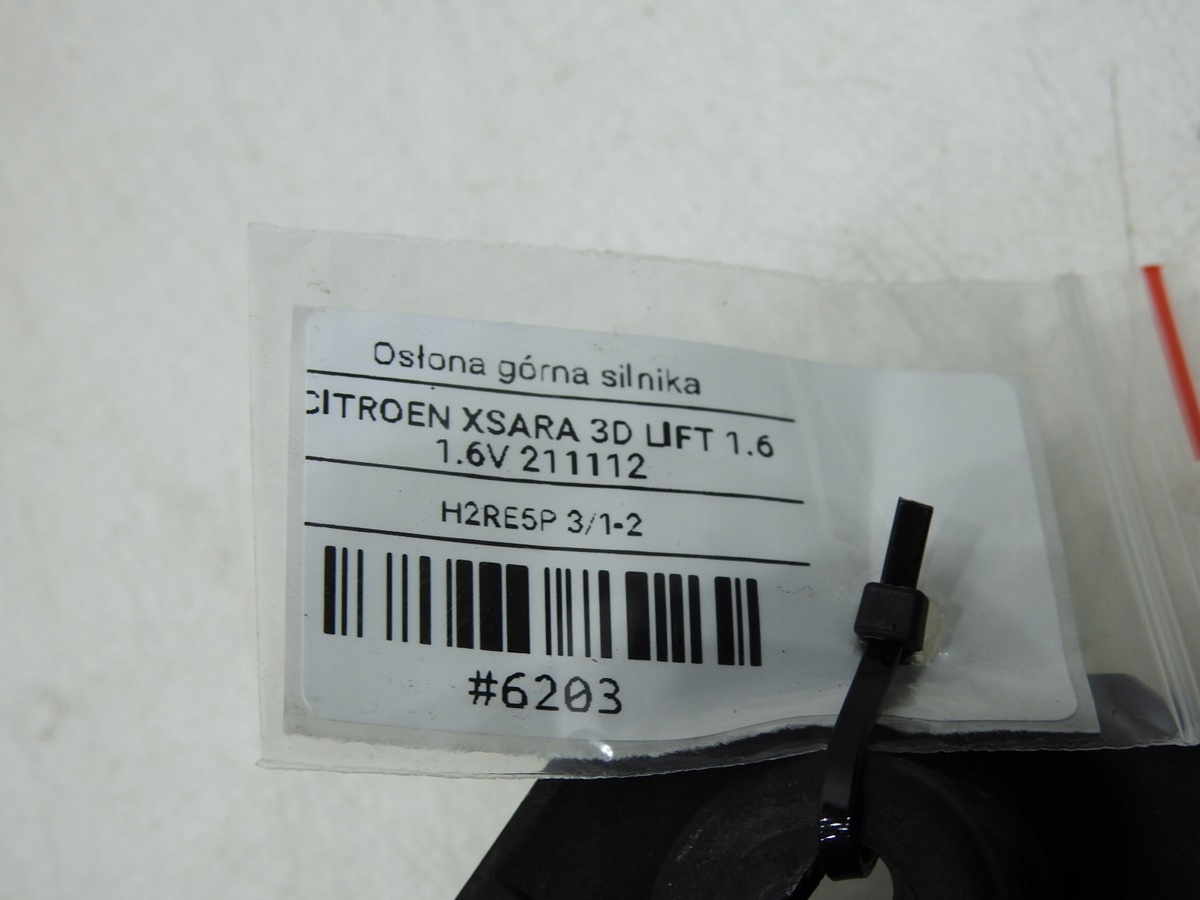 Osłona górna silnika
CITROEN XSARA 3D LIFT 1.6
1.6V 211112
H2RE5P 3/1-2
#6203